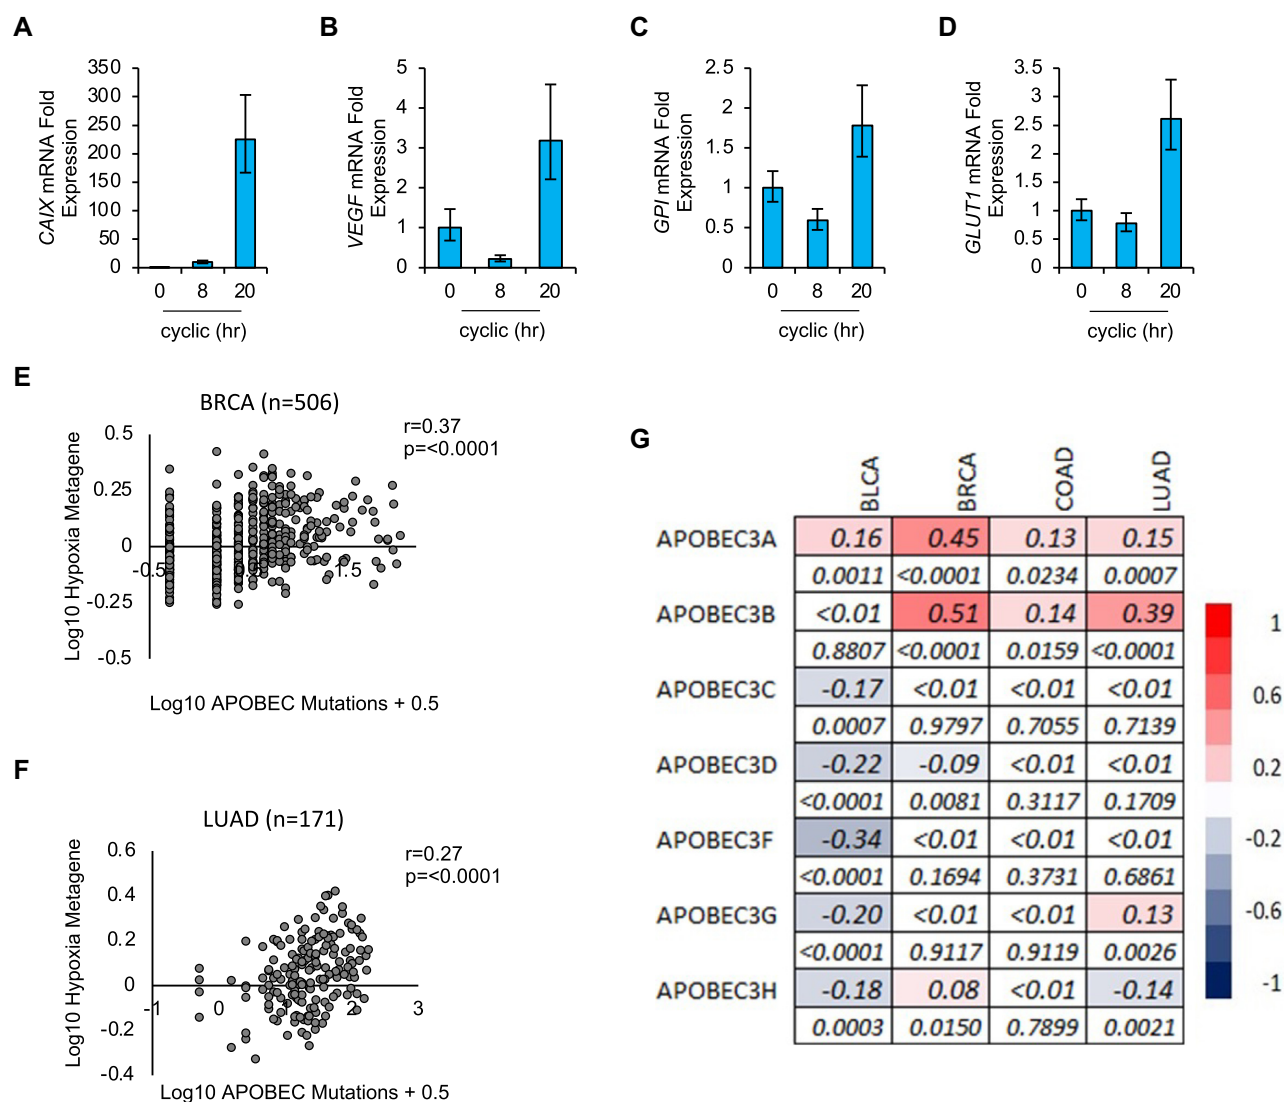 A
B
C
D
CAIX mRNA Fold
Expression
350
300
250
200
150
100
50
0
0 8 20
cyclic (hr)
VEGF mRNA Fold
Expression
5
4
3
2
1
0
0 8 20
cyclic (hr)
GPI mRNA Fold
Expression
2.5
2
1.5
1
0.5
0
0 8 20
cyclic (hr)
GLUT1 mRNA Fold
Expression
3.5
3
2.5
2
1.5
1
0.5
0
0 8 20
cyclic (hr)
E
BRCA (n=506)
r=0.37
p=<0.0001
Log10 Hypoxia Metagene
0.5
0.25
0
-0.25
-0.5
-0.5 1.5
Log10 APOBEC Mutations + 0.5
F
LUAD (n=171)
r=0.27
p=<0.0001
Log10 Hypoxia Metagene
0.6
0.4
0.2
0
-0.2
-0.4
-1 0 2 3
Log10 APOBEC Mutations + 0.5
G
BLCA BRCA COAD LUAD
APOBEC3A 0.16 0.45 0.13 0.15
0.0011 <0.0001 0.0234 0.0007
APOBEC3B <0.01 0.51 0.14 0.39
0.8807 <0.0001 0.0159 <0.0001
APOBEC3C -0.17 <0.01 <0.01 <0.01
0.0007 0.9797 0.7055 0.7139
APOBEC3D -0.22 -0.09 <0.01 <0.01
<0.0001 0.0081 0.3117 0.1709
APOBEC3F -0.34 <0.01 <0.01 <0.01
<0.0001 0.1694 0.3731 0.6861
APOBEC3G -0.20 <0.01 <0.01 0.13
<0.0001 0.9117 0.9119 0.0026
APOBEC3H -0.18 0.08 <0.01 -0.14
0.0003 0.0150 0.7899 0.0021
1
0.6
0.2
-0.2
-0.6
-1